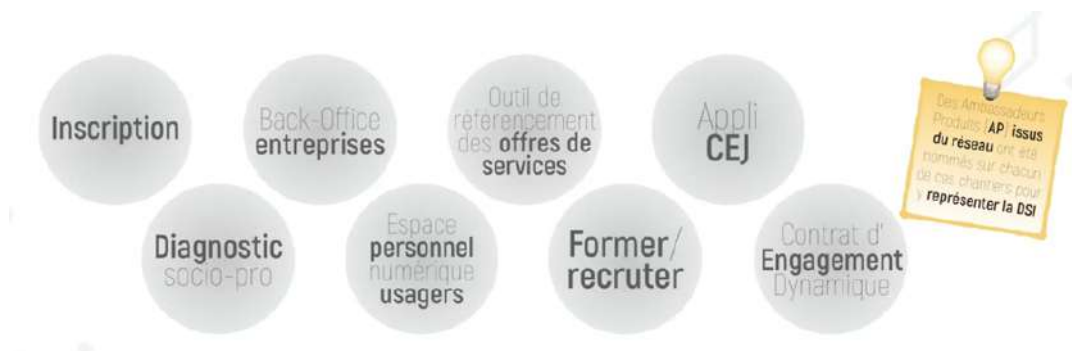 Inscription
Back-Office
entreprises
Outil de
référencement
des offres de
services
Appli
CEJ
Diagnostic
socio-pro
Espace
personnel
numérique
usagers
Former/
recruter
Contrat d'
Engagement
Dynamique
Des Ambassadeurs
Produits (AP) issus
du réseau ont été
nommés sur chacun
de ces chantiers pour
y représenter la DSI